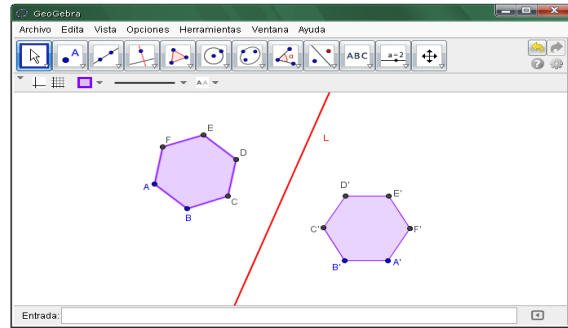 GeoGebra
Archivo Edita Vista Opciones Herramientas Ventana Ayuda
A α ABC a=2
A A
E
F
L
D
A
C
B
D' E'
C' F'
B' A'
Entrada: